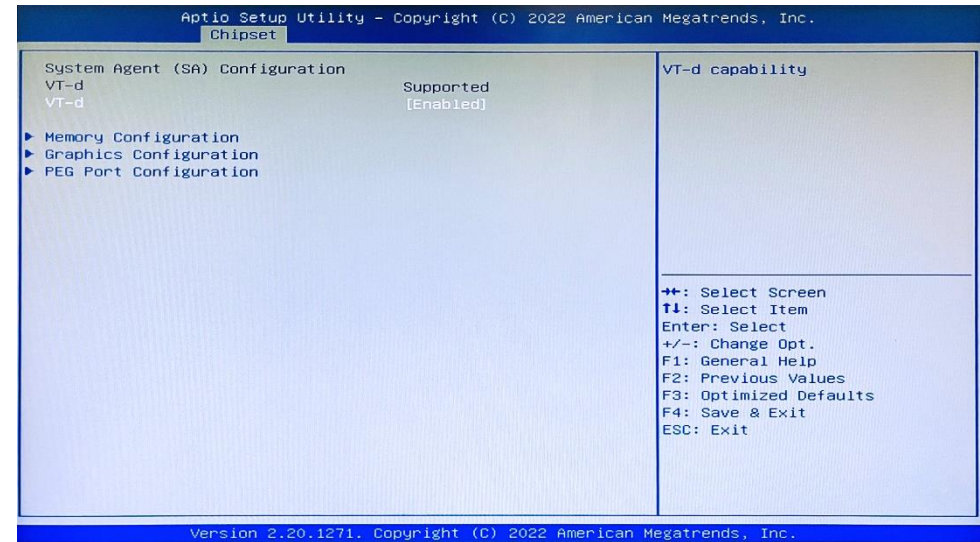 Aptio Setup Utility – Copyright (C) 2022 American Megatrends, Inc.
Chipset
System Agent (SA) Configuration
VT-d Supported
VT-d [Enabled]
Memory Configuration
Graphics Configuration
PEG Port Configuration
VT-d capability
→←: Select Screen
↑↓: Select Item
Enter: Select
+/-: Change Opt.
F1: General Help
F2: Previous Values
F3: Optimized Defaults
F4: Save & Exit
ESC: Exit
Version 2.20.1271. Copyright (C) 2022 American Megatrends, Inc.